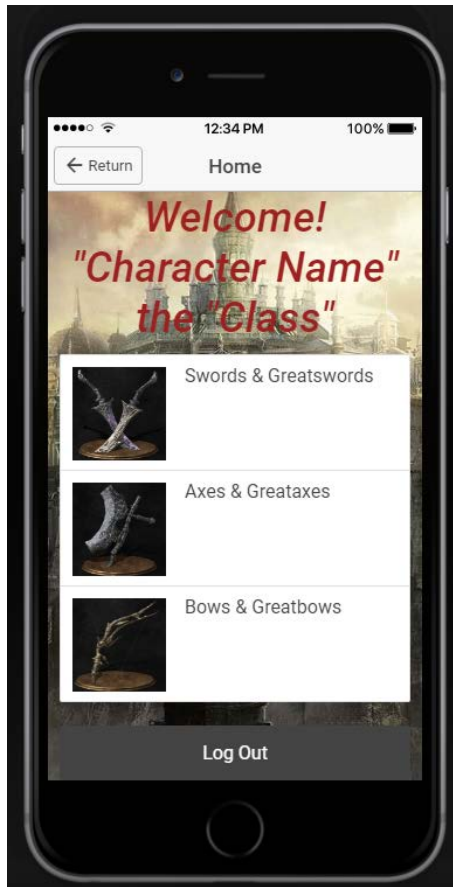 12:34 PM
100%
Return
Home
Welcome!
"Character Name"
the "Class"
Swords & Greatswords
Axes & Greataxes
Bows & Greatbows
Log Out